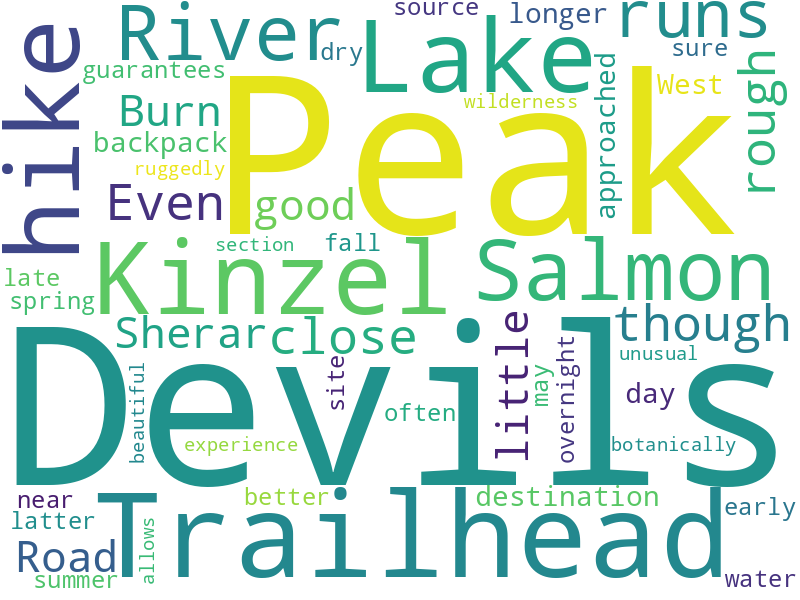 source
longer
runs
River
dry
Lake
sure
hike
guarantees
West
rough
wilderness
approached
Burn
Peak
backpack
ruggedly
Even
good
section
fall
Kinzel
Salmon
late
spring
Sherar
close
though
little
Devils
site
may
overnight
unusual
beautiful
day
often
experience
botanically
near
better
destination
early
latter
Trailhead
Road
allows
summer
water